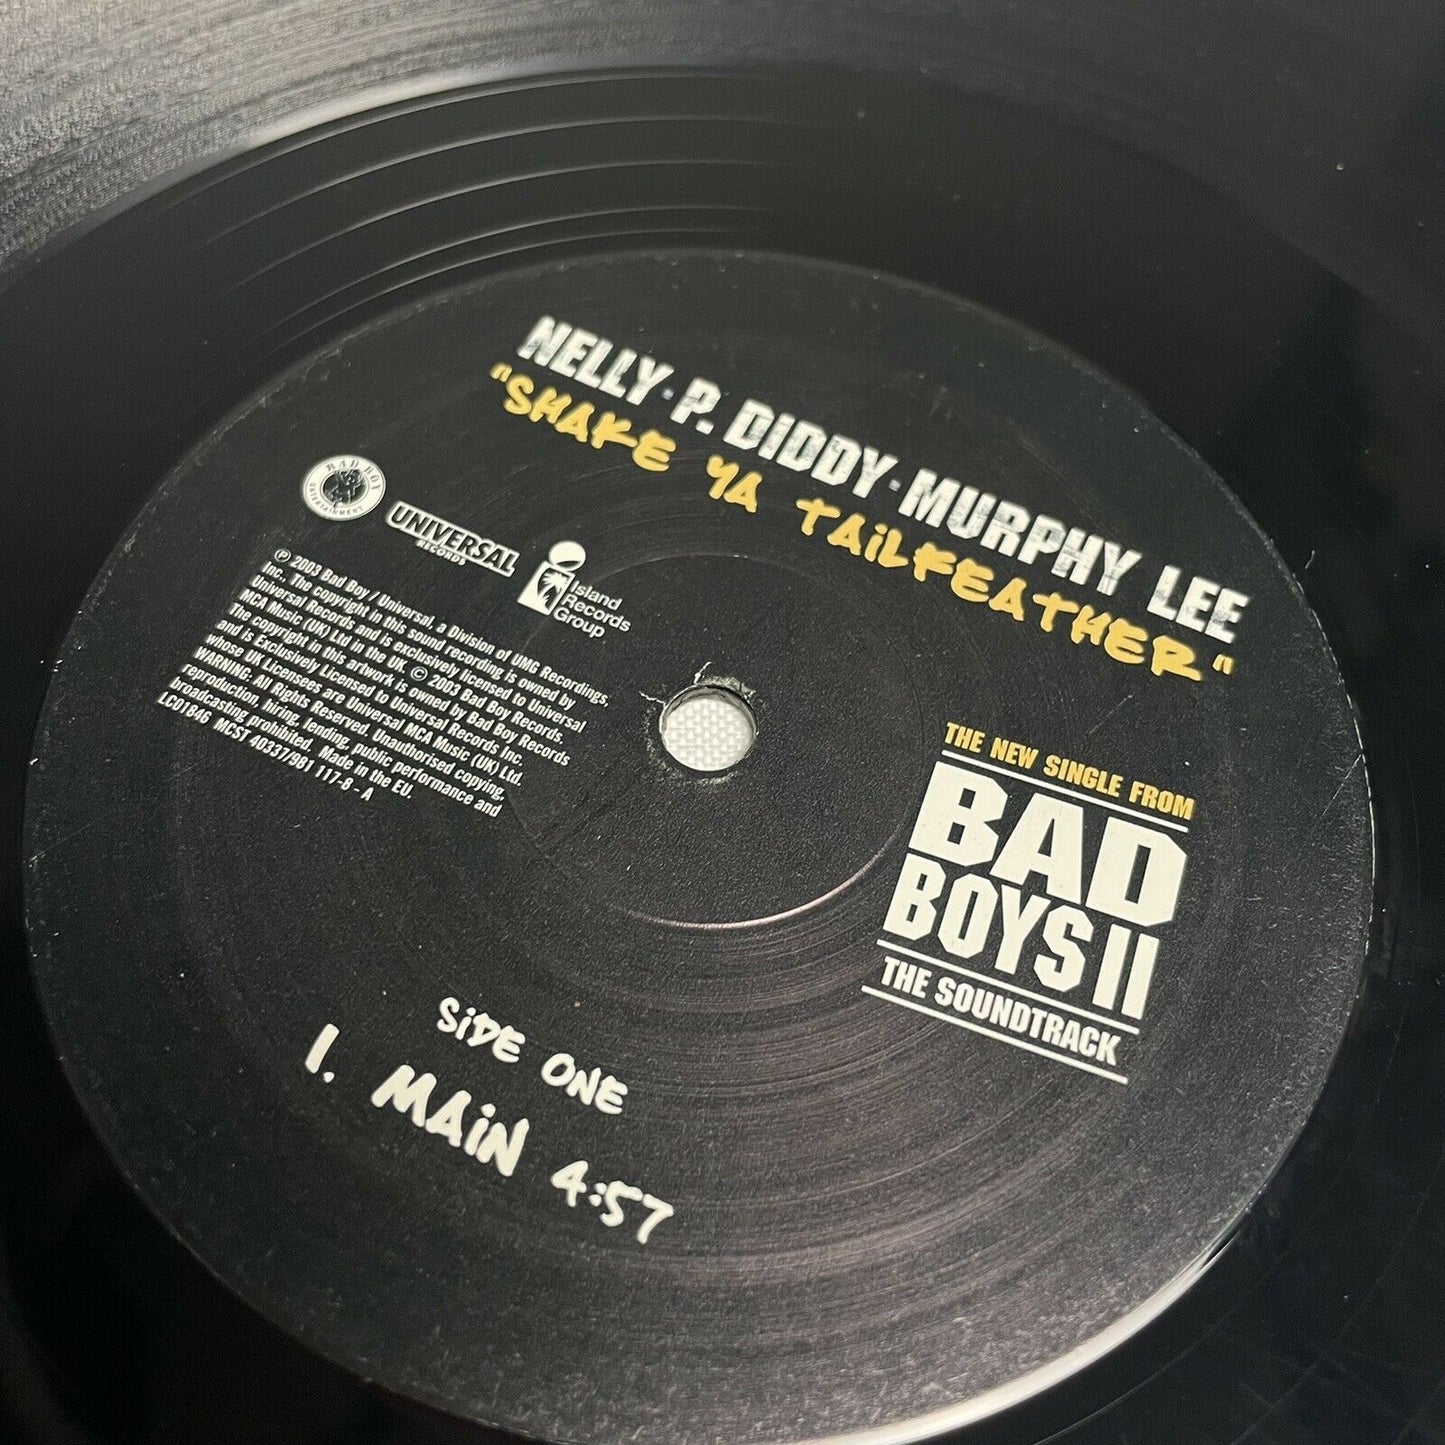 NELLY · P. DIDDY · MURPHY LEE
"SHAKE YA TAiLFEATHER"
BAD BOY
ENTERTAINMENT
UNIVERSAL
RECORDS
Island
Records
Group
℗ 2003 Bad Boy / Universal, a Division of UMG Recordings,
Inc., The copyright in this sound recording is owned by
Universal Records and is exclusively licensed to Universal
MCA Music (UK) Ltd in the UK. © 2003 Bad Boy Records.
The copyright in this artwork is owned by Bad Boy Records
and is Exclusively Licensed to Universal Records Inc.
whose UK Licensees are Universal MCA Music (UK) Ltd.
WARNING: All Rights Reserved. Unauthorised copying,
reproduction, hiring, lending, public performance and
broadcasting prohibited. Made in the EU.
LC01846 MCST 40337/981 117-8 - A
THE NEW SINGLE FROM
BAD
BOYS II
THE SOUNDTRACK
SiDE ONE
1. MAiN 4:57